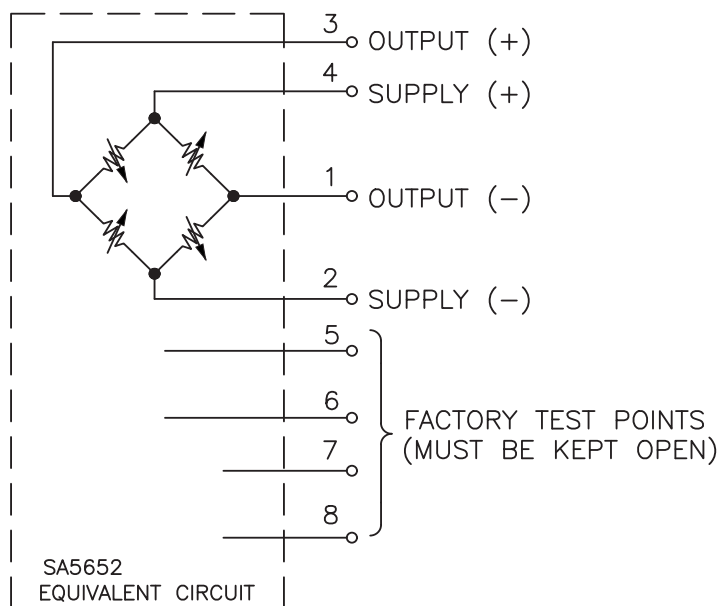 3
OUTPUT (+)
4
SUPPLY (+)
1
OUTPUT (−)
2
SUPPLY (−)
5
6
FACTORY TEST POINTS
(MUST BE KEPT OPEN)
7
8
SA5652
EQUIVALENT CIRCUIT